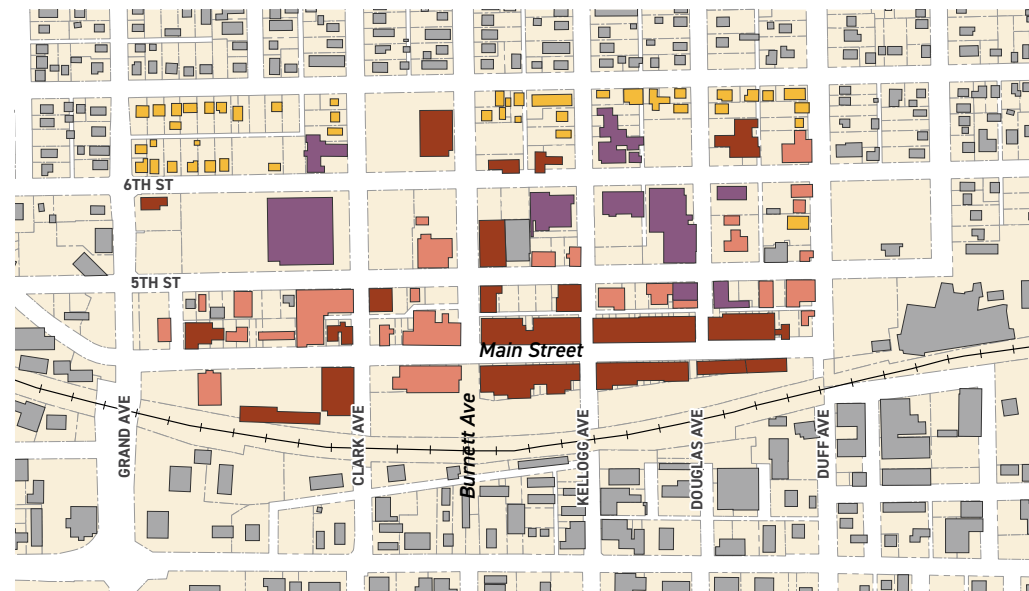 6TH ST
5TH ST
Main Street
GRAND AVE
CLARK AVE
Burnett Ave
KELLOGG AVE
DOUGLAS AVE
DUFF AVE